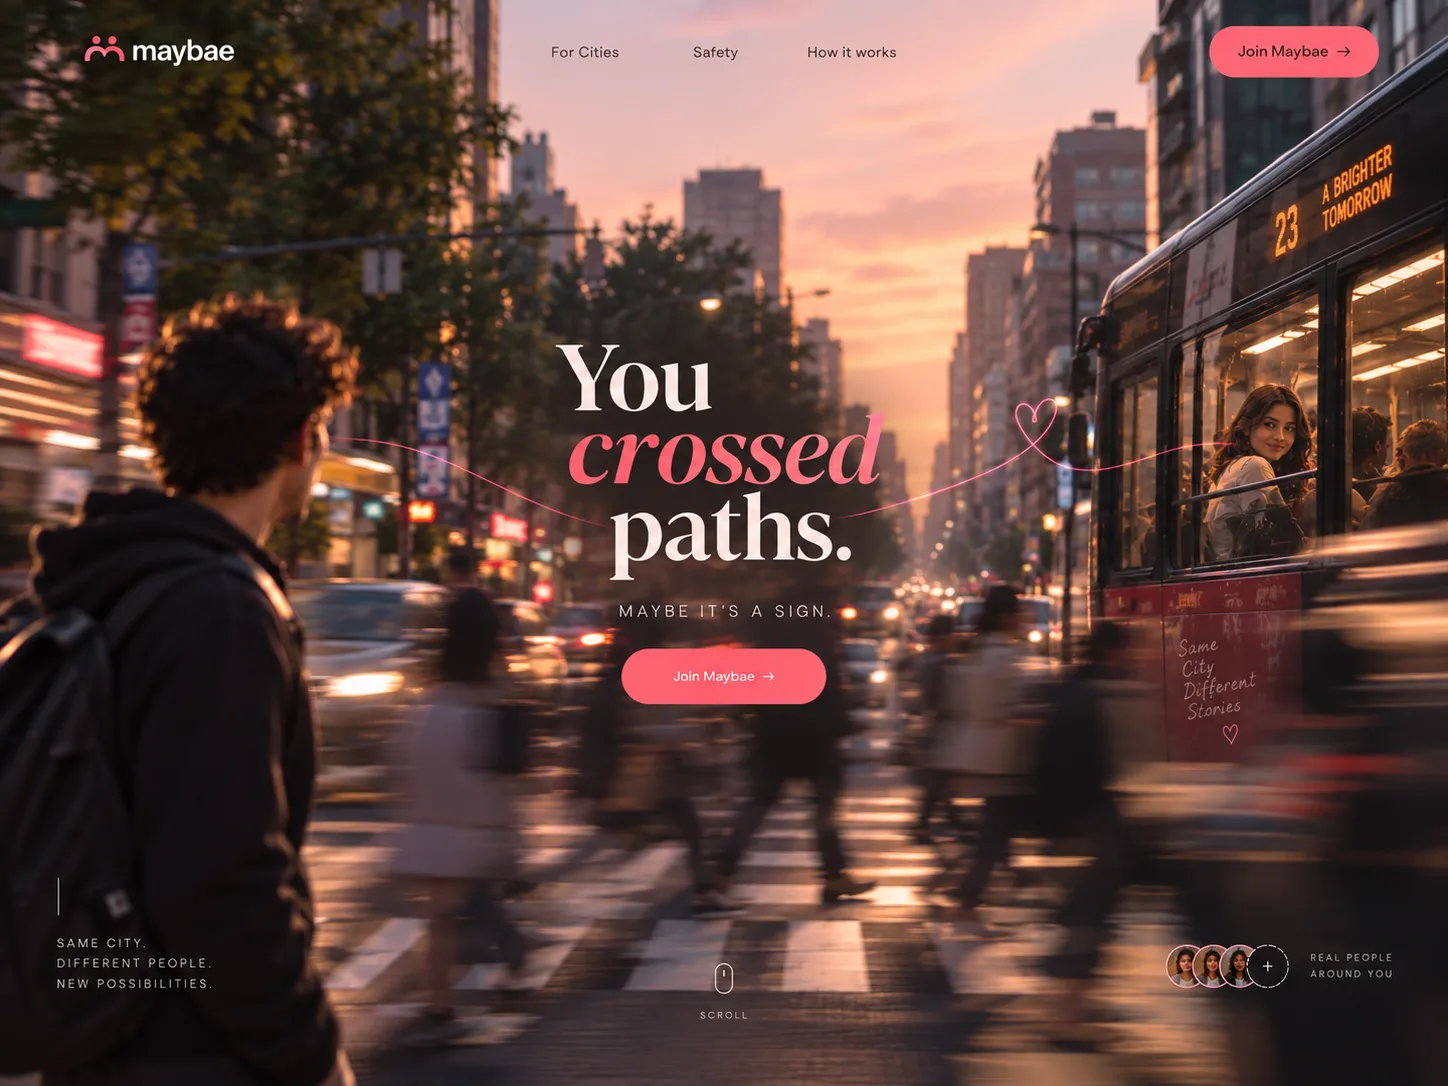 maybae
For Cities
Safety
How it works
Join Maybae →
23
A BRIGHTER
TOMORROW
You
crossed
paths.
MAYBE IT'S A SIGN.
Join Maybae →
Same
City
Different
Stories
SAME CITY.
DIFFERENT PEOPLE.
NEW POSSIBILITIES.
SCROLL
+
REAL PEOPLE
AROUND YOU